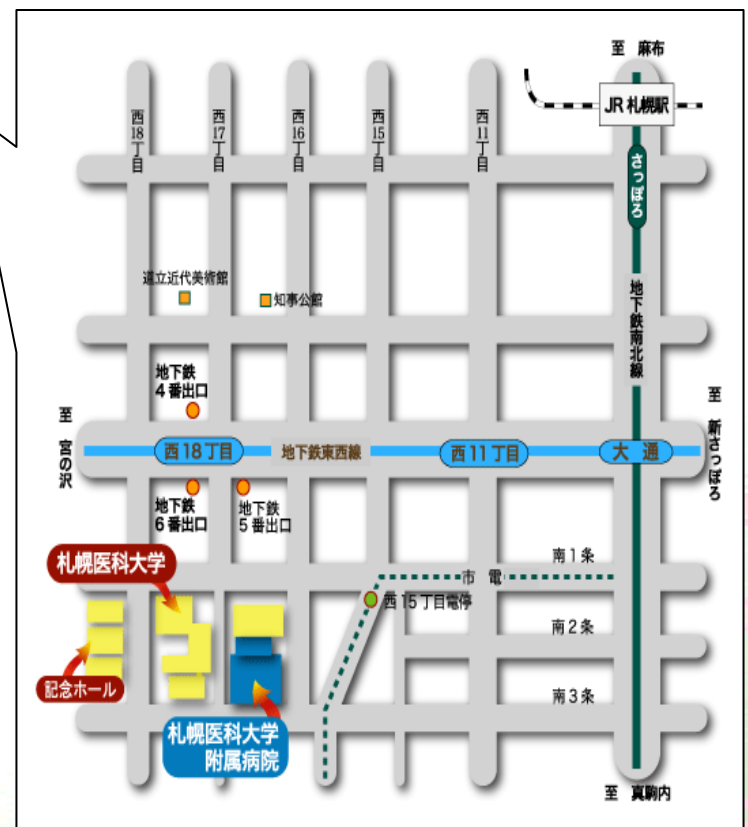 至 麻布
JR 札幌駅
西18丁目
西17丁目
西16丁目
西15丁目
西11丁目
さっぽろ
道立近代美術館
知事公館
地下鉄南北線
地下鉄
4番出口
至 宮の沢
西18丁目
地下鉄東西線
西11丁目
大 通
至 新さっぽろ
地下鉄
6番出口
地下鉄
5番出口
札幌医科大学
南1条
市 電
西15丁目電停
南2条
記念ホール
南3条
札幌医科大学
附属病院
至 真駒内